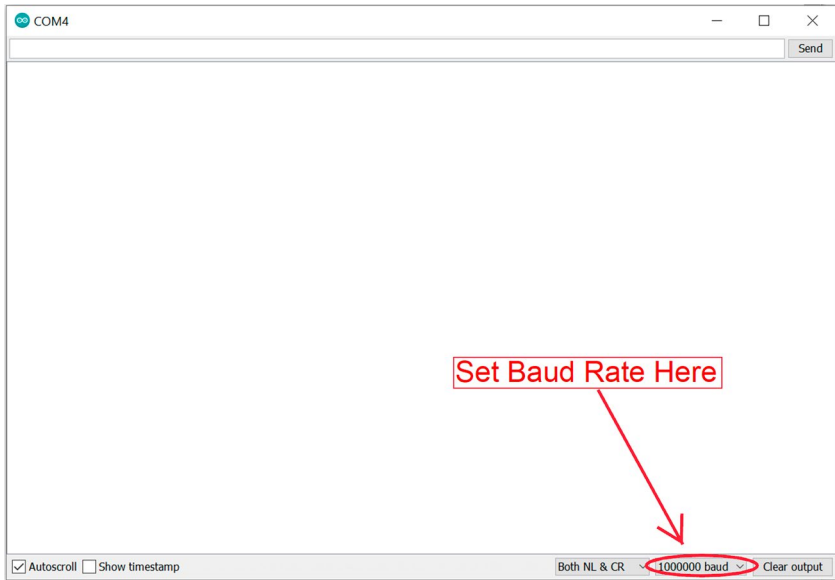 COM4
Send
Set Baud Rate Here
Autoscroll Show timestamp Both NL & CR 1000000 baud Clear output